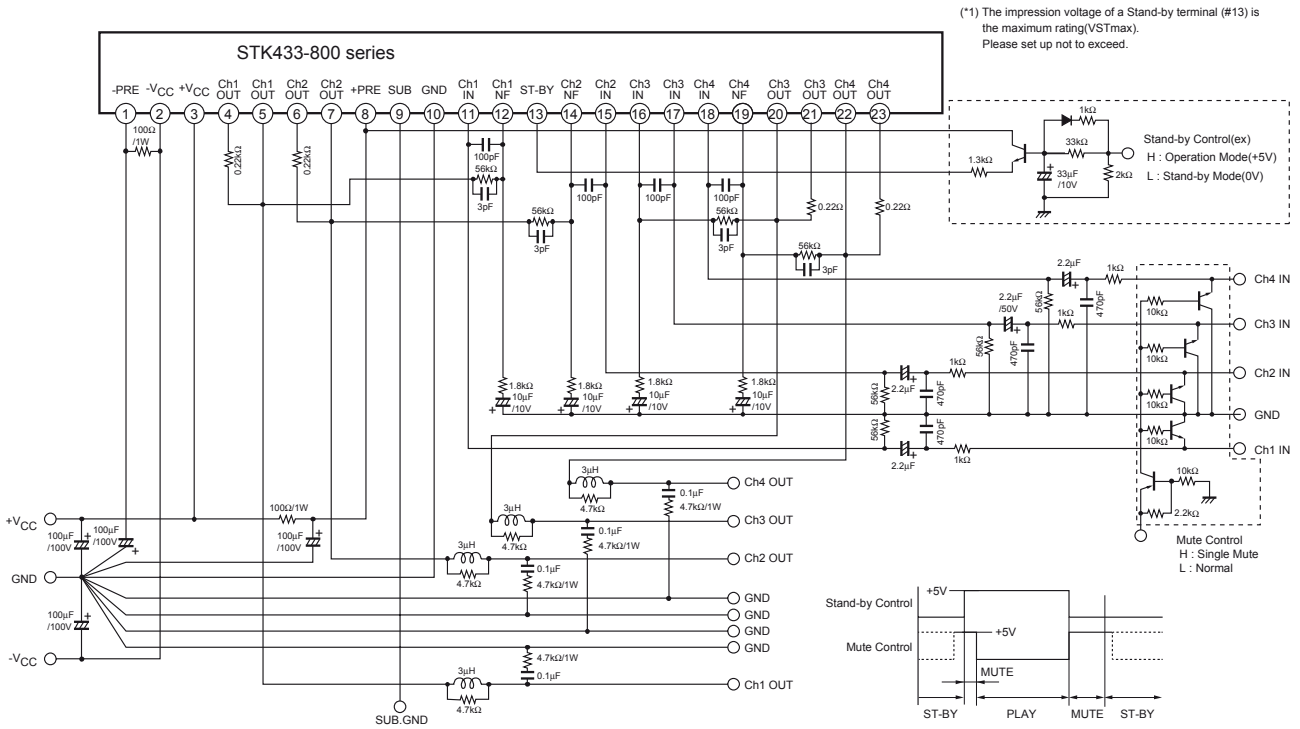 (*1) The impression voltage of a Stand-by terminal (#13) is
the maximum rating(VSTmax).
Please set up not to exceed.
STK433-800 series
-PRE -VCC +VCC Ch1 OUT Ch1 OUT Ch2 OUT Ch2 OUT +PRE SUB GND Ch1 IN Ch1 NF ST-BY Ch2 NF Ch2 IN Ch3 IN Ch3 IN Ch4 IN Ch4 NF Ch3 OUT Ch3 OUT Ch4 OUT Ch4 OUT
1 2 3 4 5 6 7 8 9 10 11 12 13 14 15 16 17 18 19 20 21 22 23
100Ω
/1W
0.22kΩ
0.22kΩ
100pF
56kΩ
3pF
100pF
56kΩ
3pF
100pF
56kΩ
3pF
100pF
56kΩ
3pF
0.22Ω
0.22Ω
1.3kΩ
1kΩ
33kΩ
33µF
/10V
2kΩ
Stand-by Control(ex)
H : Operation Mode(+5V)
L : Stand-by Mode(0V)
2.2µF
1kΩ
56kΩ
470pF
Ch4 IN
2.2µF
/50V
1kΩ
56kΩ
470pF
Ch3 IN
1kΩ
2.2µF
56kΩ
470pF
Ch2 IN
GND
56kΩ
470pF
2.2µF
1kΩ
Ch1 IN
10kΩ
10kΩ
10kΩ
10kΩ
10kΩ
2.2kΩ
Mute Control
H : Single Mute
L : Normal
1.8kΩ
10µF
/10V
1.8kΩ
10µF
/10V
1.8kΩ
10µF
/10V
1.8kΩ
10µF
/10V
3µH
4.7kΩ
Ch4 OUT
0.1µF
4.7kΩ/1W
3µH
4.7kΩ
Ch3 OUT
0.1µF
4.7kΩ/1W
3µH
4.7kΩ
Ch2 OUT
0.1µF
4.7kΩ/1W
GND
GND
GND
GND
4.7kΩ/1W
0.1µF
3µH
4.7kΩ
Ch1 OUT
+VCC
100µF
/100V
100µF
/100V
100Ω/1W
100µF
/100V
GND
100µF
/100V
-VCC
SUB.GND
Stand-by Control
+5V
Mute Control
+5V
MUTE
ST-BY PLAY MUTE ST-BY